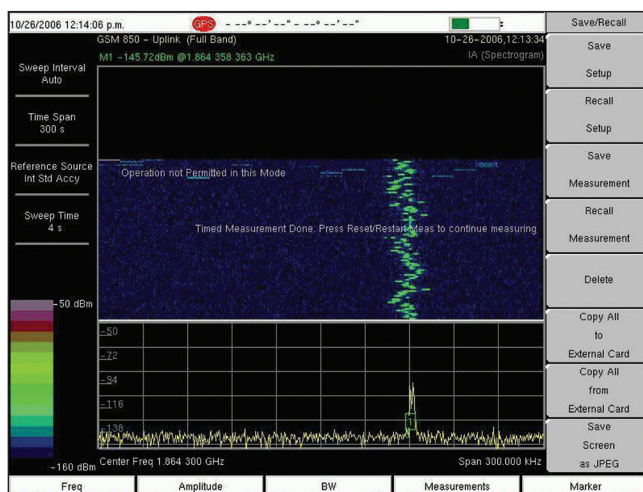 10/26/2006 12:14:06 p.m.
GPS
- --° --'--" - ---° --'--"
Save/Recall
GSM 850 - Uplink (Full Band)
10-26-2006,12:13:34
M1 -145.72dBm @1.864 358 363 GHz
IA (Spectrogram)
Sweep Interval
Auto
Time Span
300 s
Reference Source
Int Std Accy
Sweep Time
4 s
Operation not Permitted in this Mode
Timed Measurement Done. Press Reset/Restart Meas to continue measuring
-50 dBm
-160 dBm
-50
-72
-94
-116
-138
1
Center Freq 1.864 300 GHz
Span 300.000 kHz
Save
Setup
Recall
Setup
Save
Measurement
Recall
Measurement
Delete
Copy All
to
External Card
Copy All
from
External Card
Save
Screen
as JPEG
Freq
Amplitude
BW
Measurements
Marker